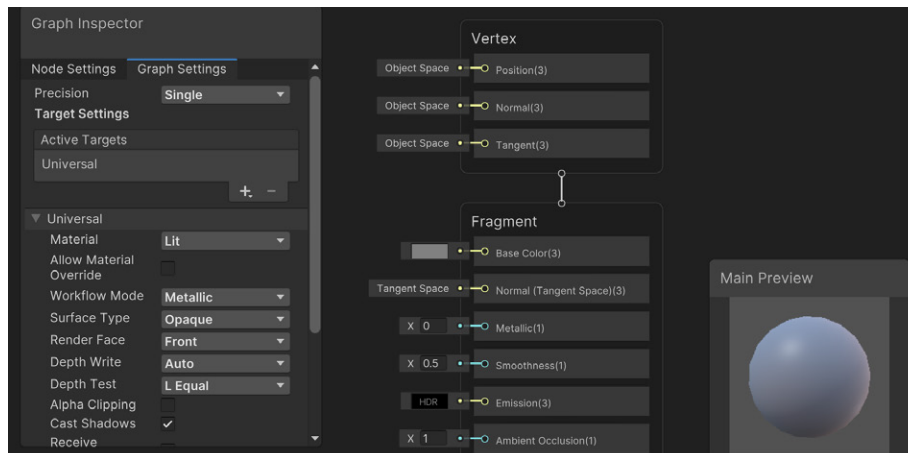 Graph Inspector
Node Settings Graph Settings
Precision Single
Target Settings
Active Targets
Universal
+ −
Universal
Material Lit
Allow Material
Override
Workflow Mode Metallic
Surface Type Opaque
Render Face Front
Depth Write Auto
Depth Test L Equal
Alpha Clipping
Cast Shadows
Receive
Vertex
Object Space Position(3)
Object Space Normal(3)
Object Space Tangent(3)
Fragment
Base Color(3)
Tangent Space Normal (Tangent Space)(3)
X 0 Metallic(1)
X 0.5 Smoothness(1)
HDR Emission(3)
X 1 Ambient Occlusion(1)
Main Preview